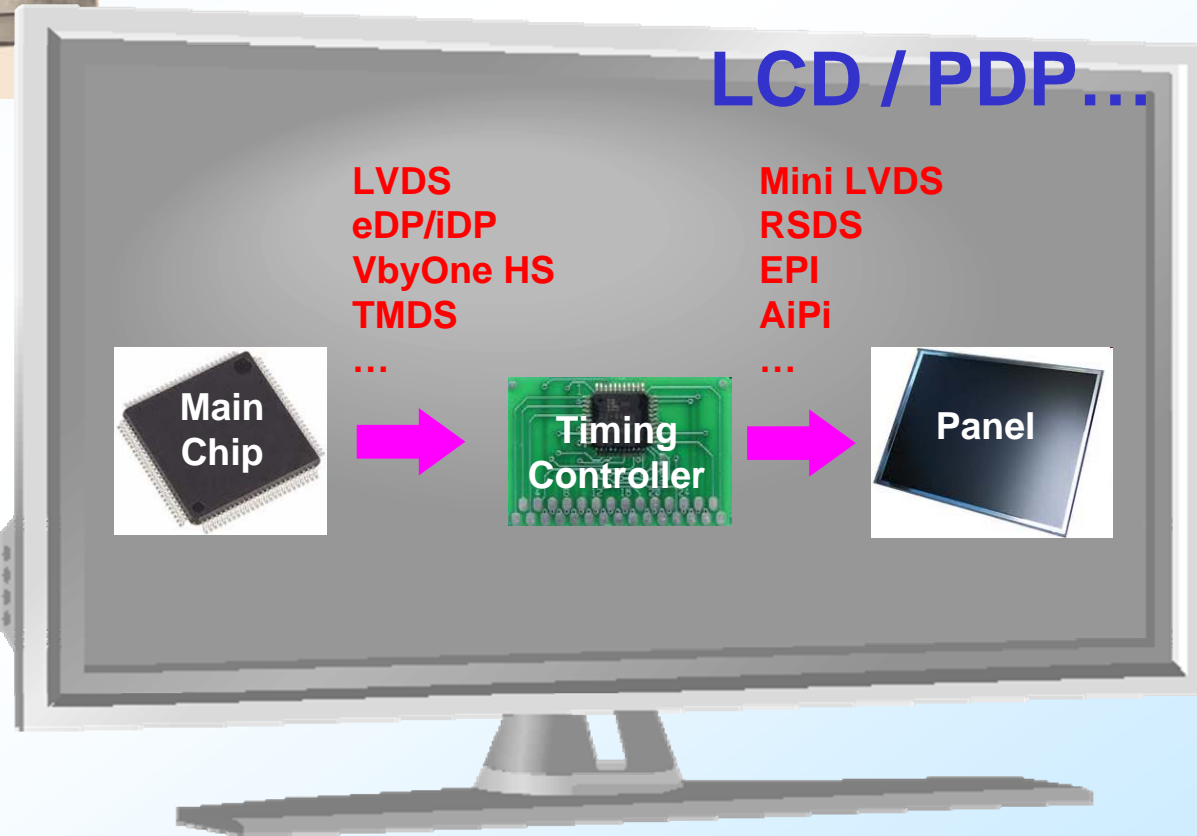 LCD / PDP…
LVDS
eDP/iDP
VbyOne HS
TMDS
…
Mini LVDS
RSDS
EPI
AiPi
…
Main
Chip
Timing
Controller
Panel